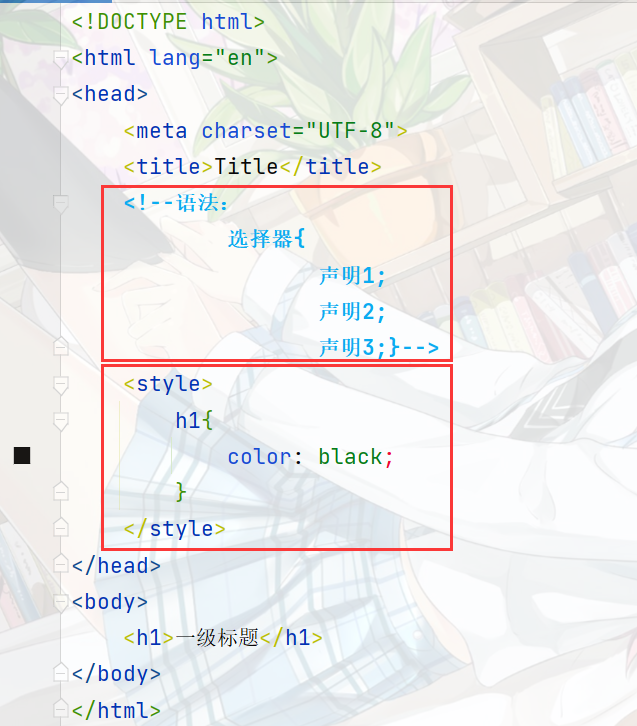 <!DOCTYPE html>
<html lang="en">
<head>
    <meta charset="UTF-8">
    <title>Title</title>
    <!--语法:
            选择器{
                   声明1;
                   声明2;
                   声明3;}-->
    <style>
        h1{
            color: black;
        }
    </style>
</head>
<body>
    <h1>一级标题</h1>
</body>
</html>